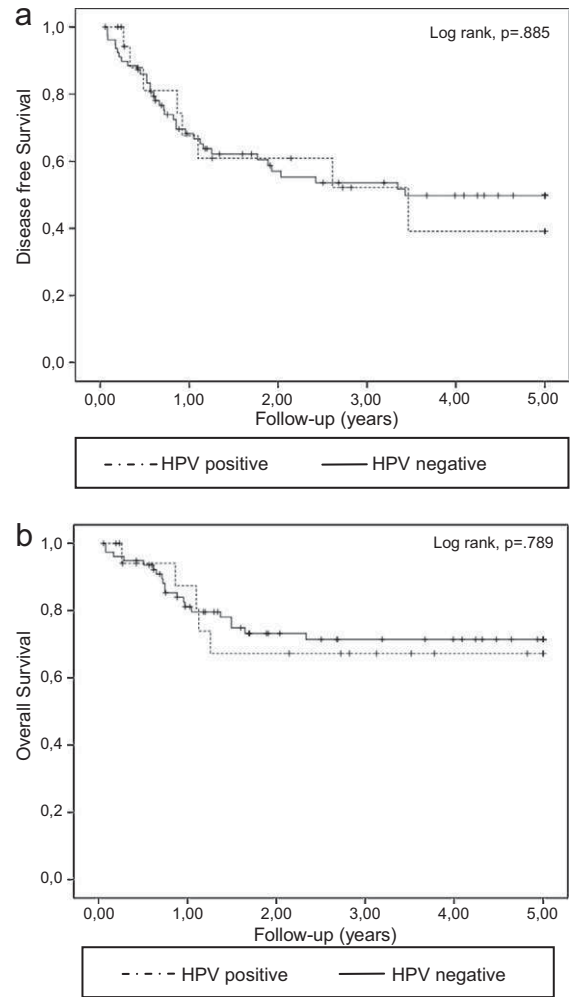 a
Log rank, p=.885
Disease free Survival
1,0
0,8
0,6
0,4
0,2
0,0
0,00 1,00 2,00 3,00 4,00 5,00
Follow-up (years)
HPV positive HPV negative
b
Log rank, p=.789
Overall Survival
1,0
0,8
0,6
0,4
0,2
0,0
0,00 1,00 2,00 3,00 4,00 5,00
Follow-up (years)
HPV positive HPV negative